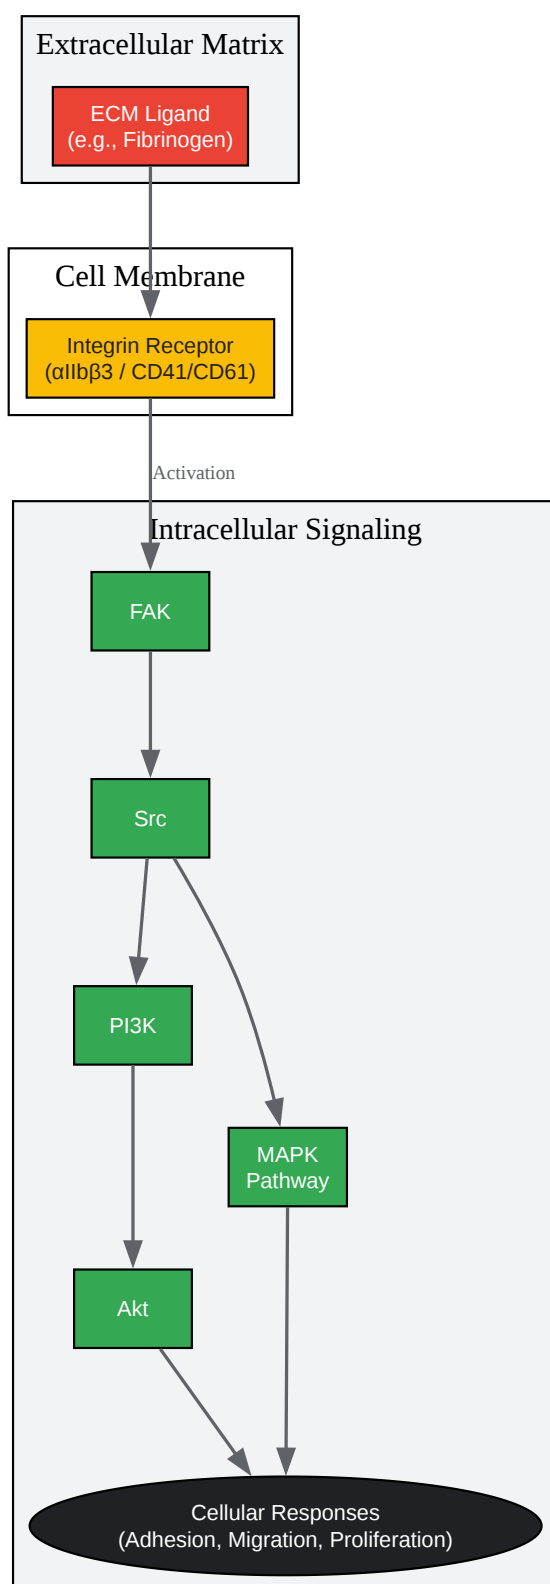 Extracellular Matrix
ECM Ligand
(e.g., Fibrinogen)
Cell Membrane
Integrin Receptor
(αIIbβ3 / CD41/CD61)
Activation
Intracellular Signaling
FAK
Src
PI3K
MAPK
Pathway
Akt
Cellular Responses
(Adhesion, Migration, Proliferation)